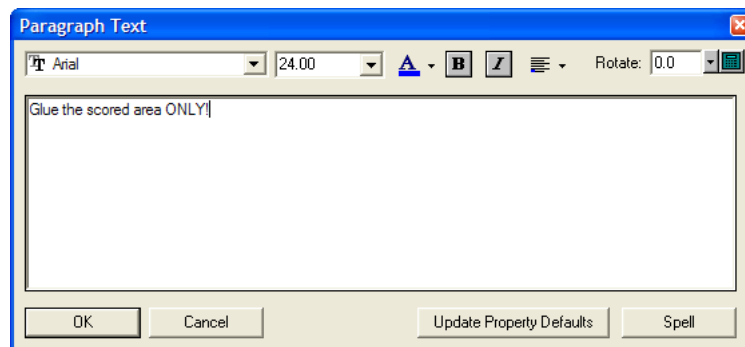 Paragraph Text
Arial 24.00 A B I Rotate: 0.0
Glue the scored area ONLY!
OK Cancel Update Property Defaults Spell